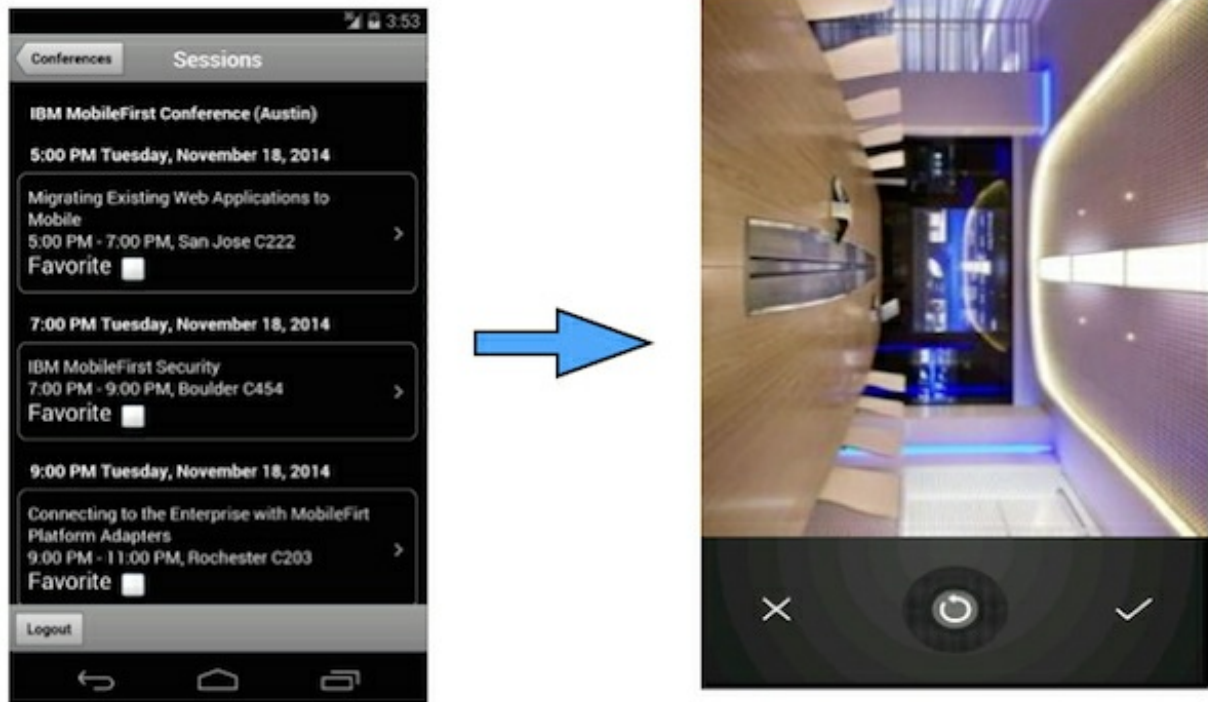 3:53
Conferences
Sessions
IBM MobileFirst Conference (Austin)
5:00 PM Tuesday, November 18, 2014
Migrating Existing Web Applications to
Mobile
5:00 PM - 7:00 PM, San Jose C222
Favorite
7:00 PM Tuesday, November 18, 2014
IBM MobileFirst Security
7:00 PM - 9:00 PM, Boulder C454
Favorite
9:00 PM Tuesday, November 18, 2014
Connecting to the Enterprise with MobileFirt
Platform Adapters
9:00 PM - 11:00 PM, Rochester C203
Favorite
Logout